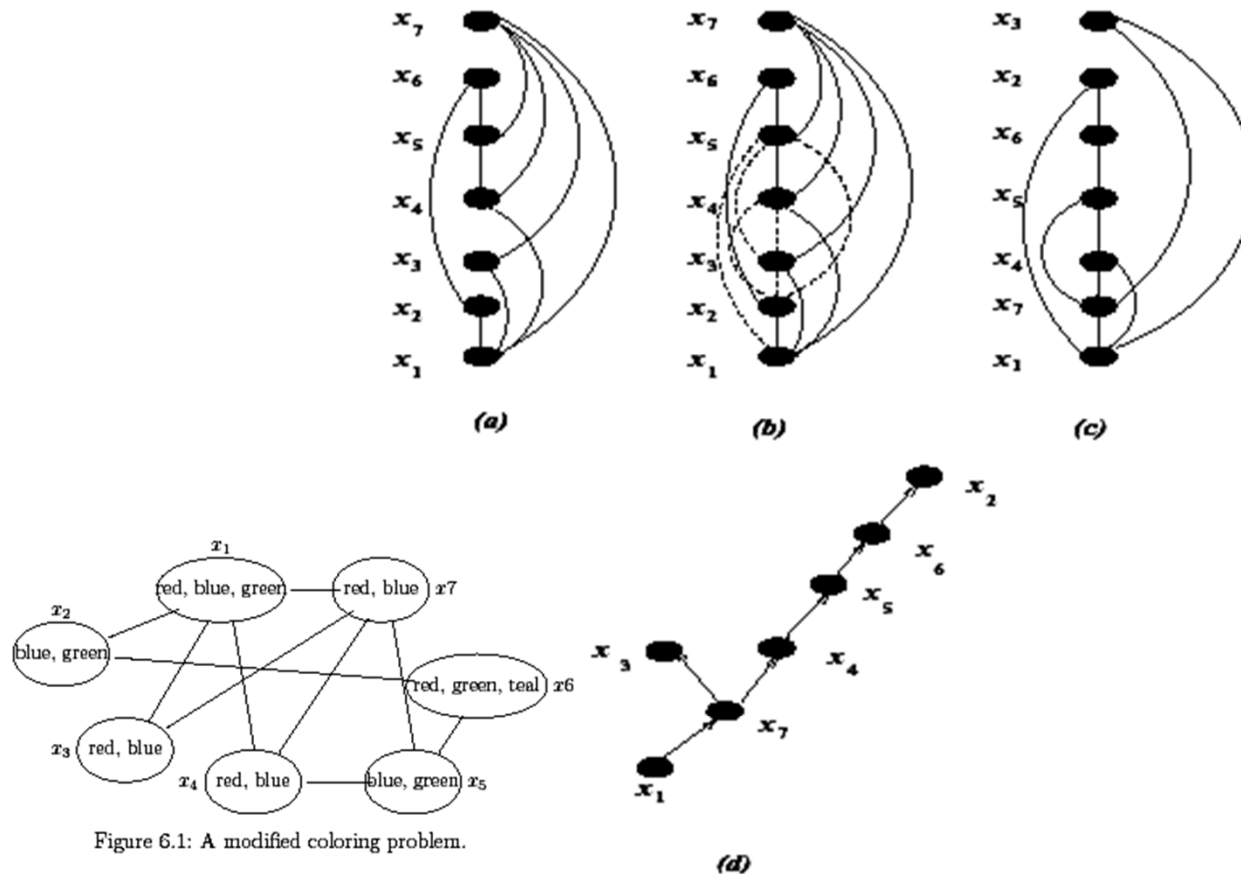 x7 x7 x3
x6 x6 x2
x5 x5 x6
x4 x4 x5
x3 x3 x4
x2 x2 x7
x1 x1 x1
(a) (b) (c)
x2
x6
x5
x3 x4
x7
x1
(d)
x1
red, blue, green red, blue x7
x2
blue, green
red, green, teal x6
x3 red, blue
x4 red, blue blue, green x5
Figure 6.1: A modified coloring problem.